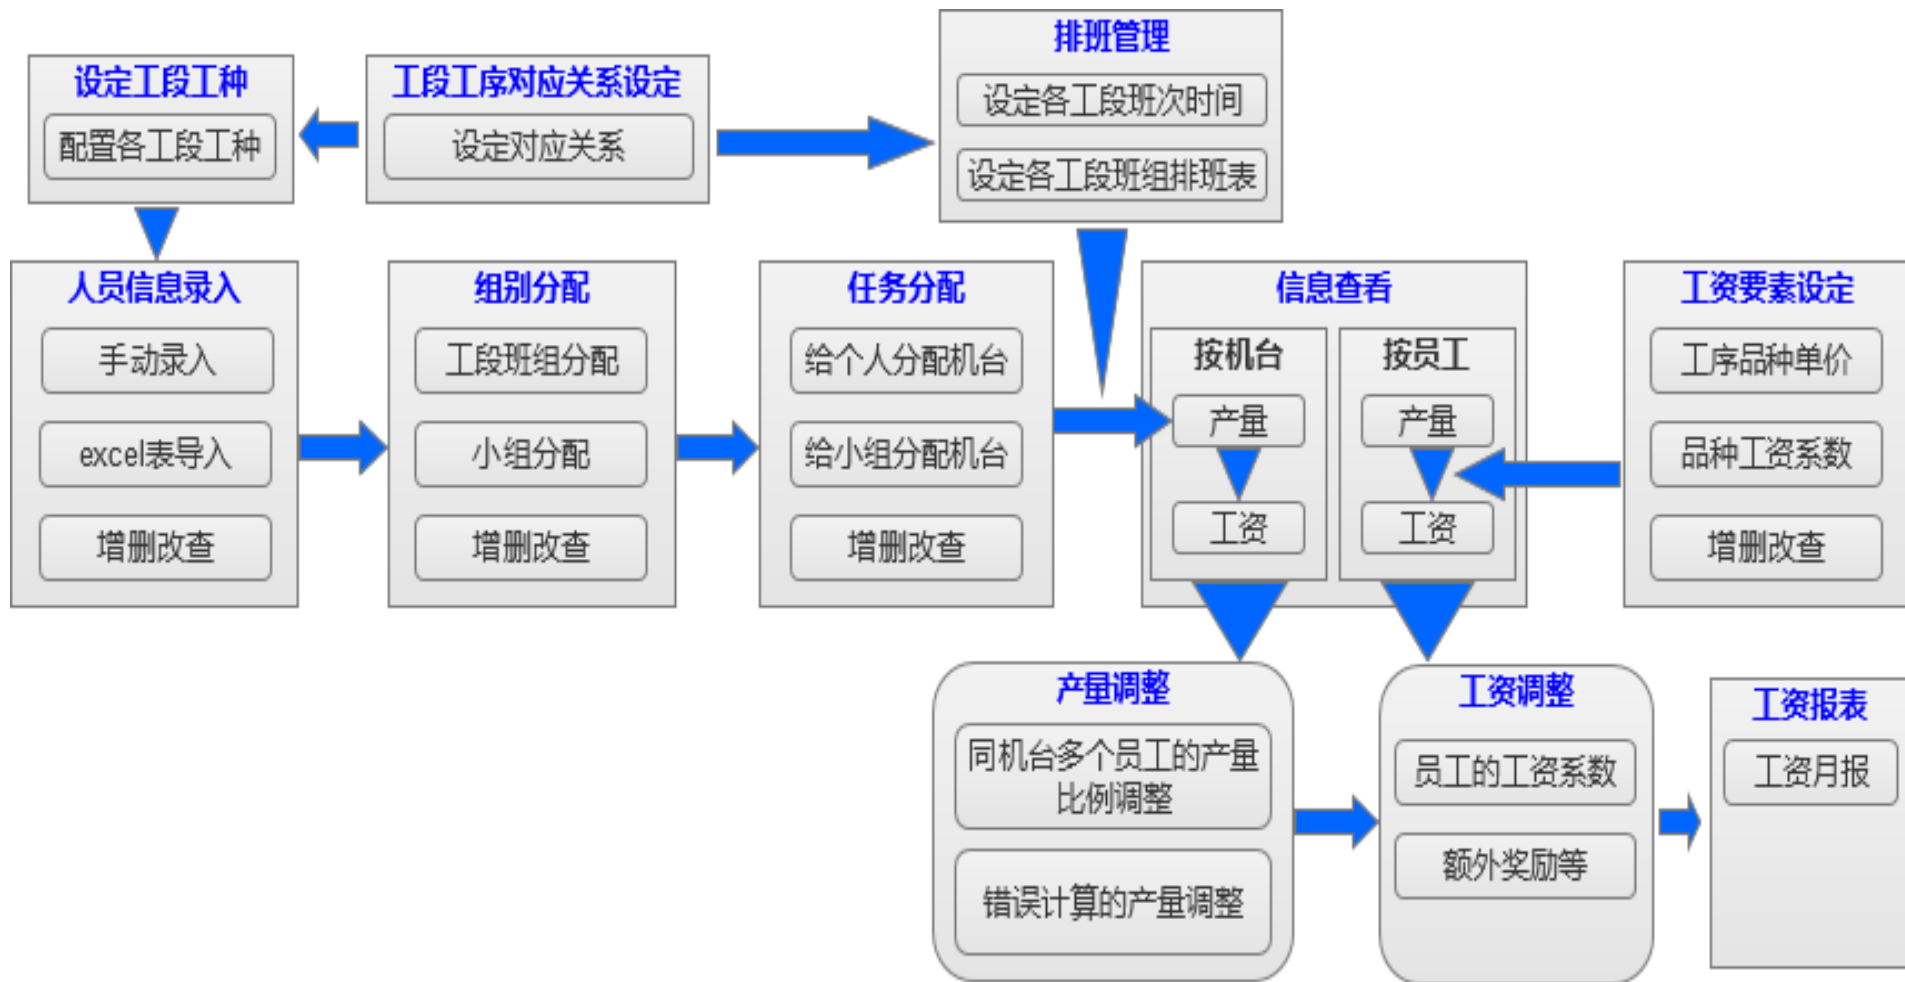 设定工段工种
配置各工段工种
工段工序对应关系设定
设定对应关系
排班管理
设定各工段班次时间
设定各工段班组排班表
人员信息录入
手动录入
excel表导入
增删改查
组别分配
工段班组分配
小组分配
增删改查
任务分配
给个人分配机台
给小组分配机台
增删改查
信息查看
按机台
产量
工资
按员工
产量
工资
工资要素设定
工序品种单价
品种工资系数
增删改查
产量调整
同机台多个员工的产量
比例调整
错误计算的产量调整
工资调整
员工的工资系数
额外奖励等
工资报表
工资月报